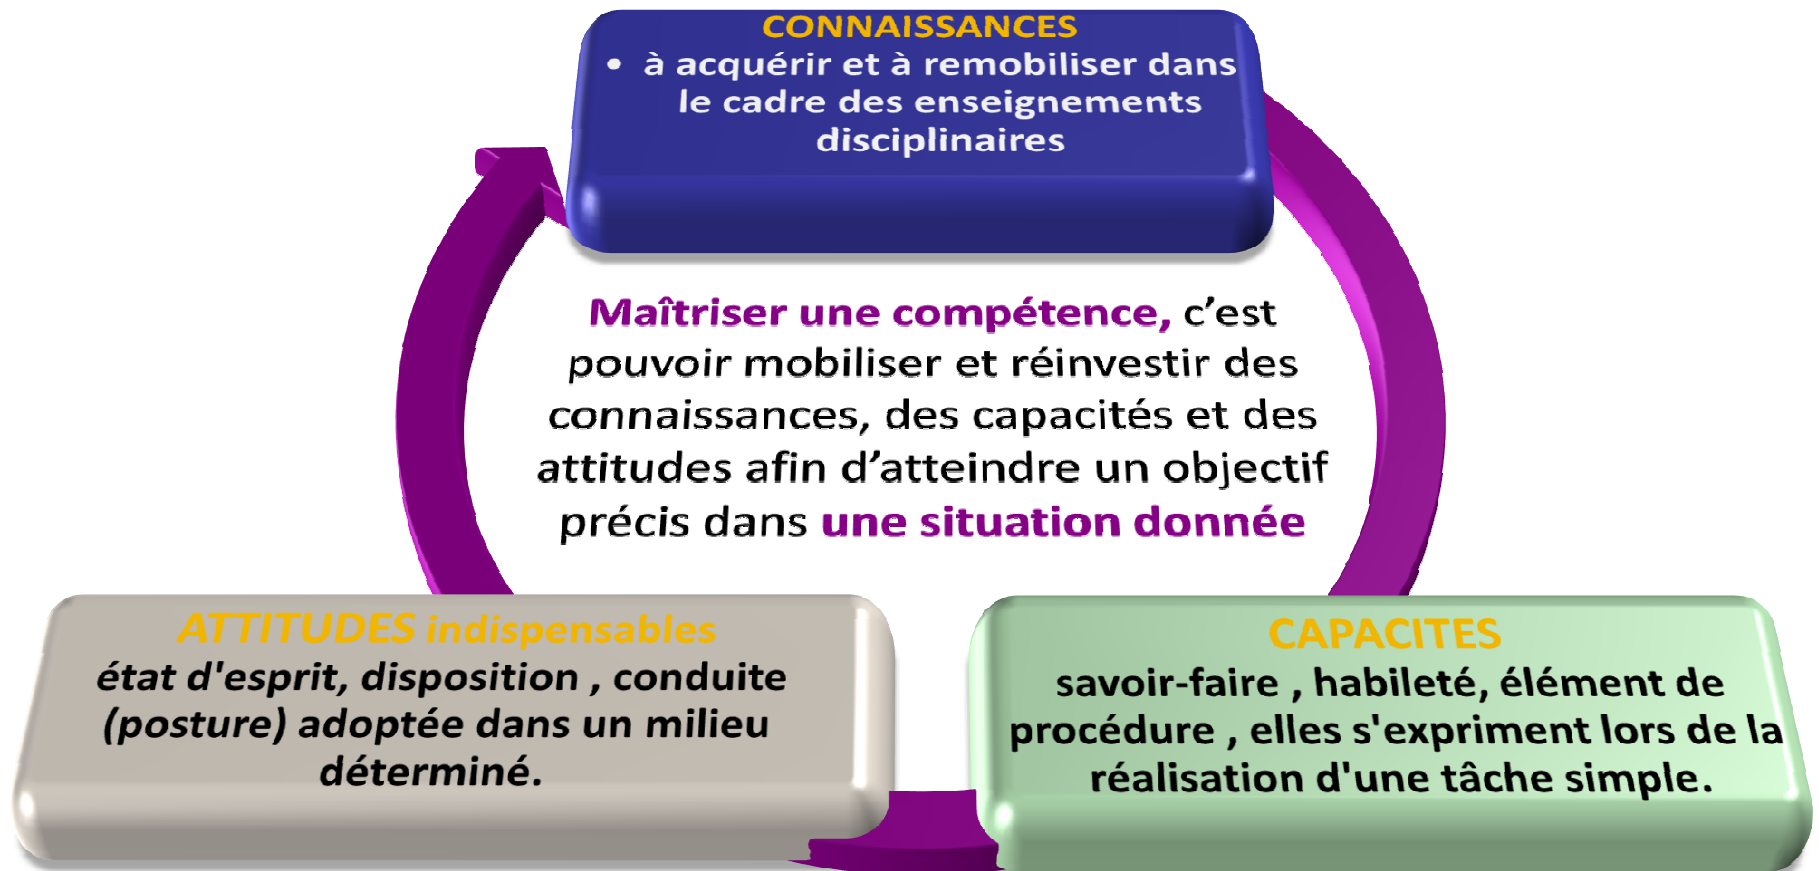 CONNAISSANCES
• à acquérir et à remobiliser dans
le cadre des enseignements
disciplinaires
Maîtriser une compétence, c’est
pouvoir mobiliser et réinvestir des
connaissances, des capacités et des
attitudes afin d’atteindre un objectif
précis dans une situation donnée
ATTITUDES indispensables
état d'esprit, disposition , conduite
(posture) adoptée dans un milieu
déterminé.
CAPACITES
savoir-faire , habileté, élément de
procédure , elles s'expriment lors de la
réalisation d'une tâche simple.